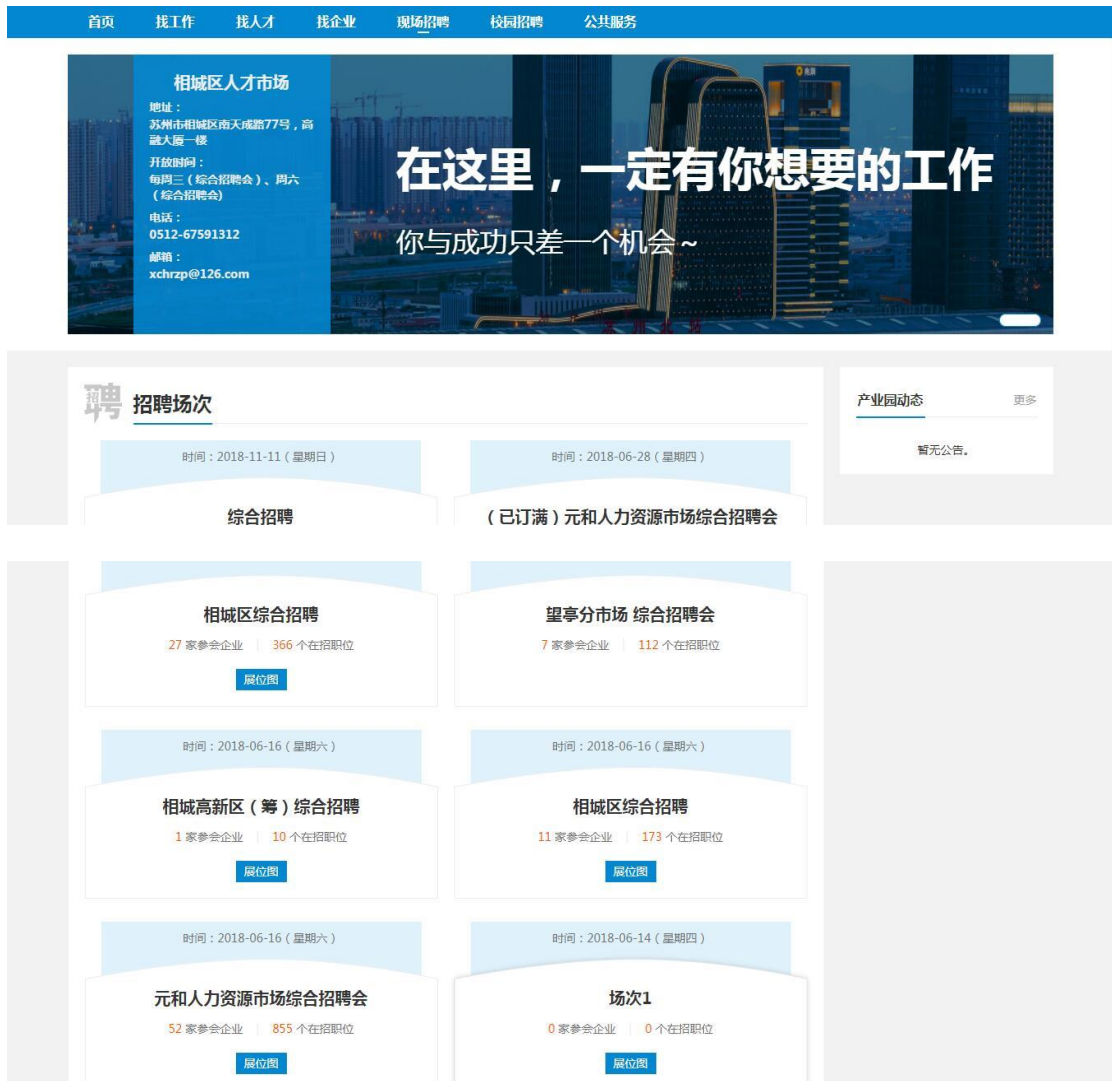 首页 找工作 找人才 找企业 现场招聘 校园招聘 公共服务
相城区人才市场
地址：
苏州市相城区南天成路77号，高
融大厦一楼
开放时间：
每周三（综合招聘会）、周六
（综合招聘会)
电话：
0512-67591312
邮箱：
xchrzp@126.com
在这里，一定有你想要的工作
你与成功只差一个机会~
招聘场次
产业园动态 更多
暂无公告。
时间：2018-11-11（星期日） 时间：2018-06-28（星期四）
综合招聘 （已订满）元和人力资源市场综合招聘会
相城区综合招聘 望亭分市场 综合招聘会
27 家参会企业 366 个在招职位 7 家参会企业 112 个在招职位
展位图
时间：2018-06-16（星期六） 时间：2018-06-16（星期六）
相城高新区（筹）综合招聘 相城区综合招聘
1 家参会企业 10 个在招职位 11 家参会企业 173 个在招职位
展位图 展位图
时间：2018-06-16（星期六） 时间：2018-06-14（星期四）
元和人力资源市场综合招聘会 场次1
52 家参会企业 855 个在招职位 0 家参会企业 0 个在招职位
展位图 展位图